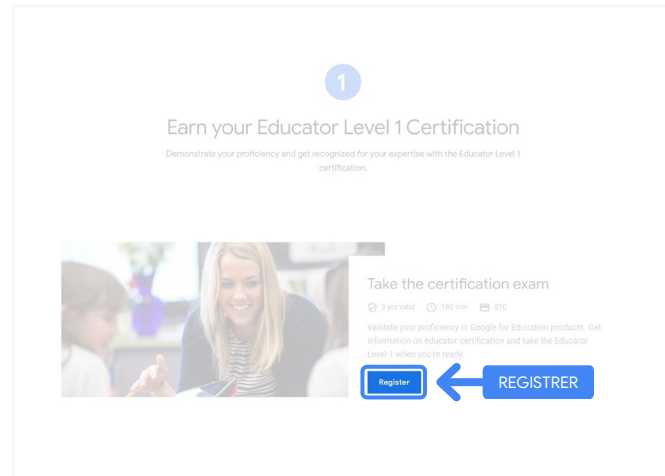 1
Earn your Educator Level 1 Certification
Demonstrate your proficiency and get recognized for your expertise with the Educator Level 1
certification.
Take the certification exam
3 yrs valid 180 min $10
Validate your proficiency in Google for Education products. Get
information on educator certification and take the Educator
Level 1 when you're ready.
Register REGISTRER